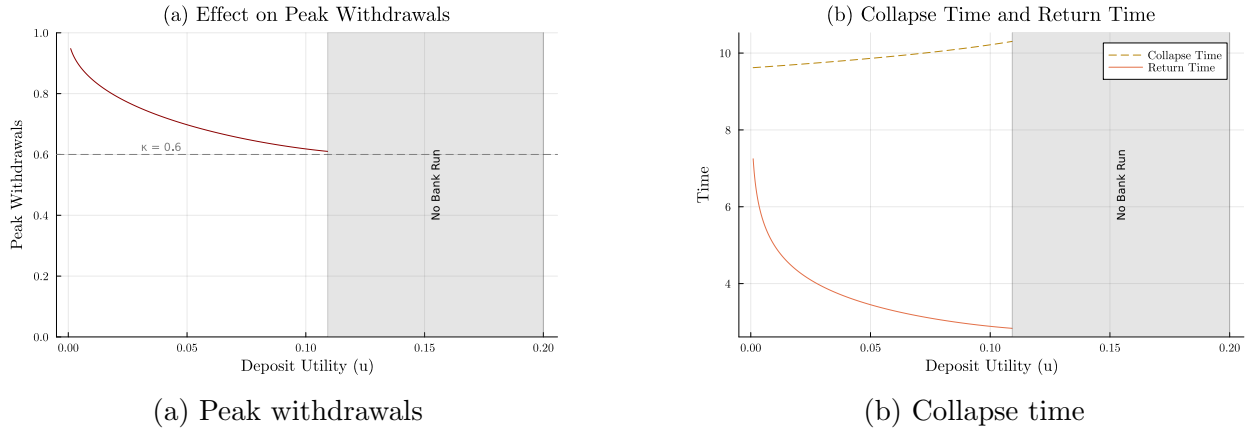 (a) Effect on Peak Withdrawals
1.0
0.8
0.6
0.4
0.2
0.0
Peak Withdrawals
κ = 0.6
No Bank Run
0.00 0.05 0.10 0.15 0.20
Deposit Utility (u)
(a) Peak withdrawals
(b) Collapse Time and Return Time
10
8
6
4
Time
Collapse Time
Return Time
No Bank Run
0.00 0.05 0.10 0.15 0.20
Deposit Utility (u)
(b) Collapse time